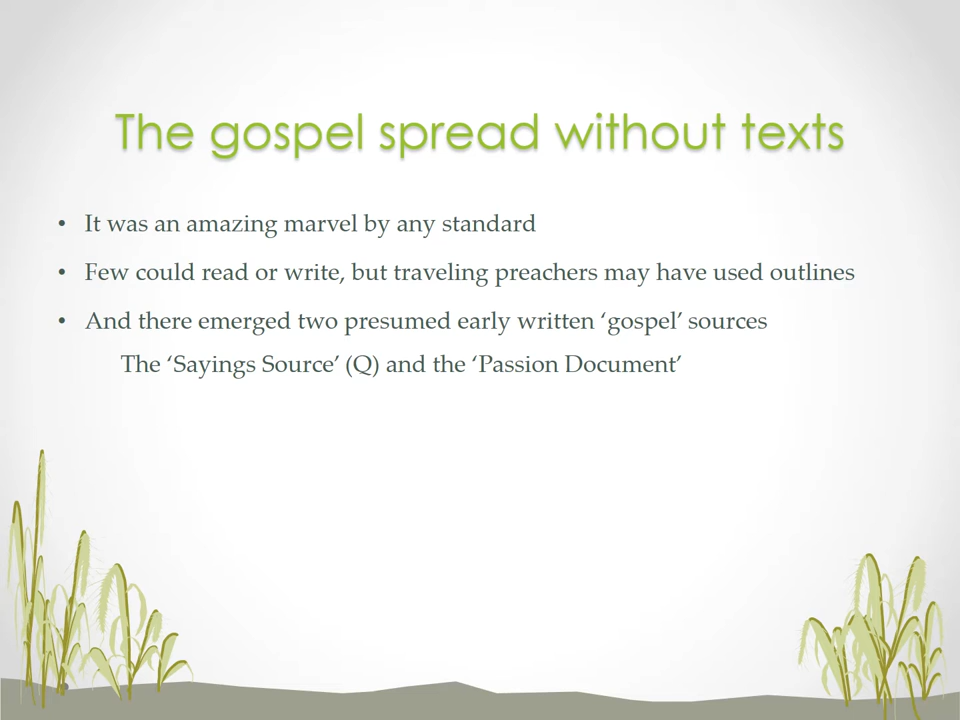 The gospel spread without texts
• It was an amazing marvel by any standard
• Few could read or write, but traveling preachers may have used outlines
• And there emerged two presumed early written ‘gospel’ sources
The ‘Sayings Source’ (Q) and the ‘Passion Document’